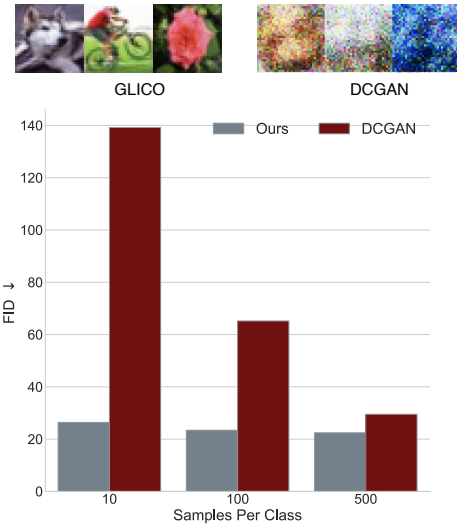 GLICO DCGAN
Ours DCGAN
140
120
100
80
60
40
20
0
FID ↓
10 100 500
Samples Per Class